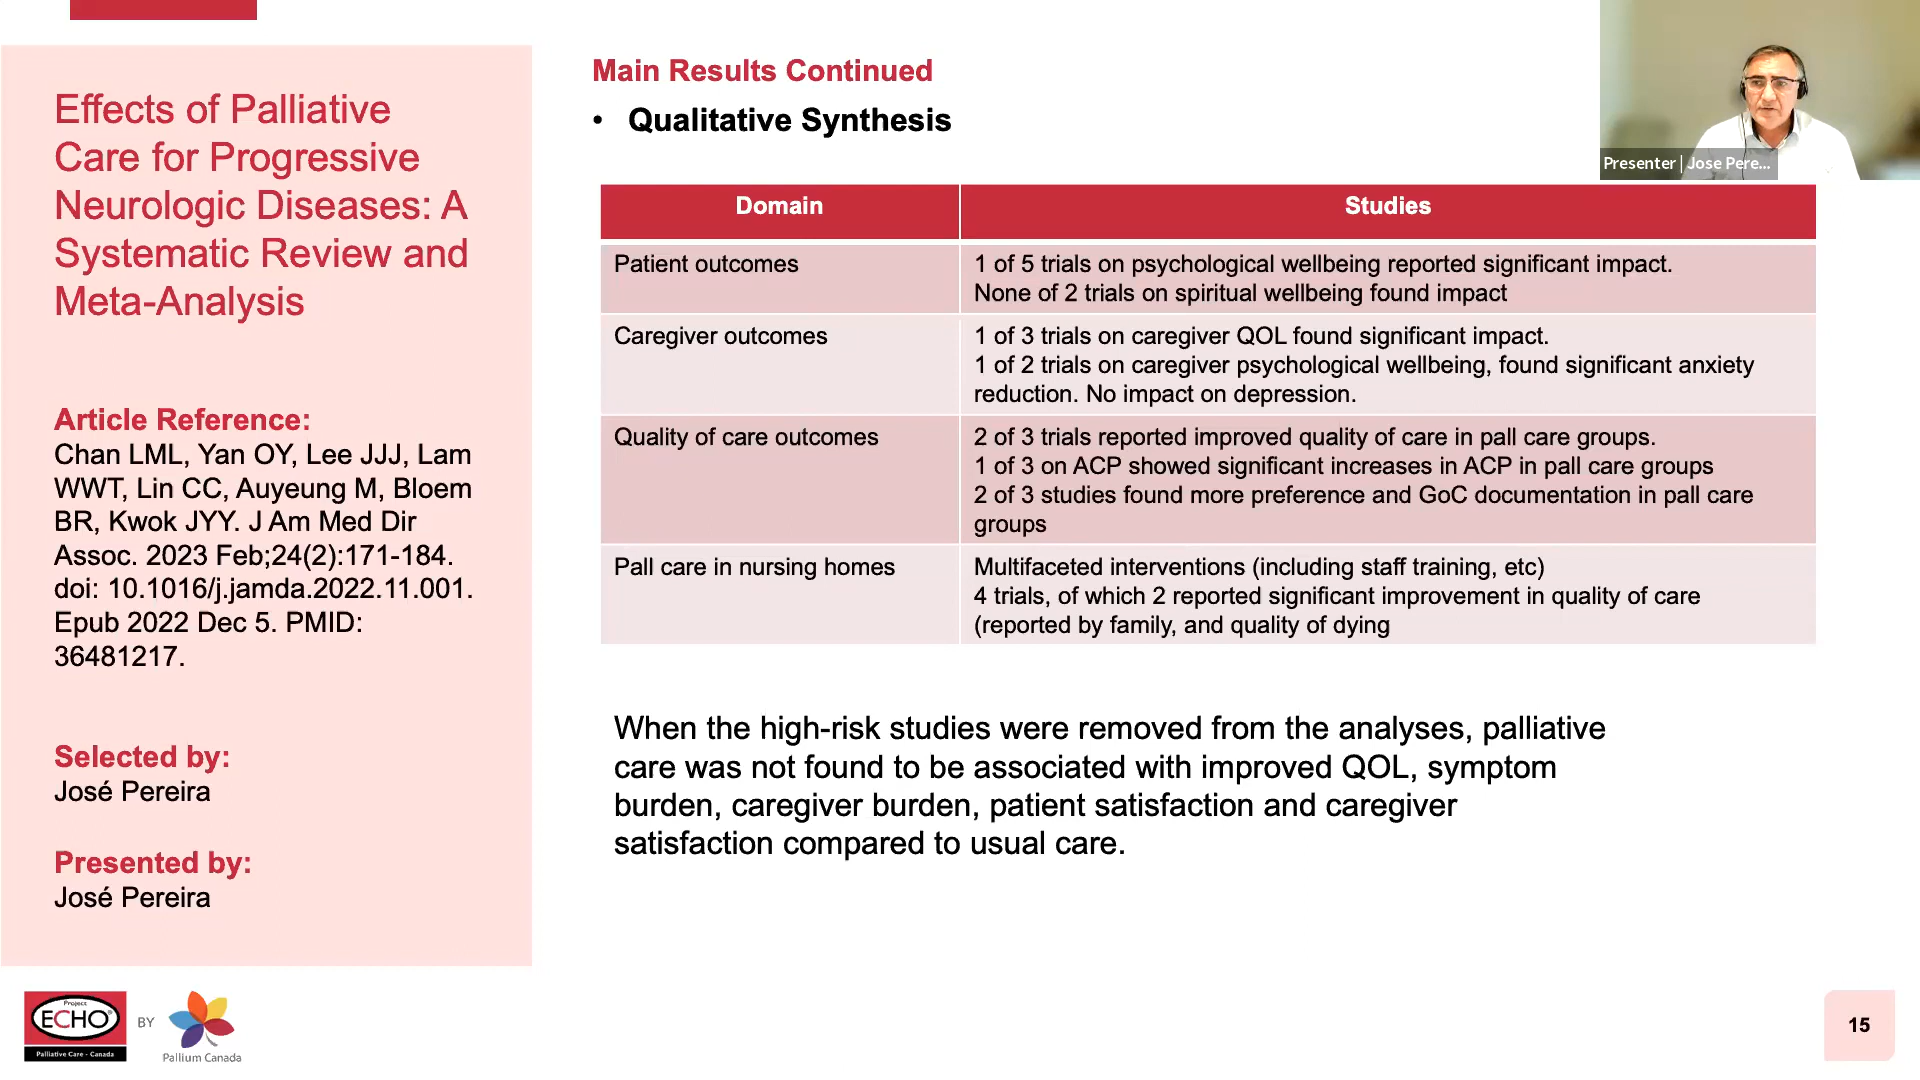 Effects of Palliative
Care for Progressive
Neurologic Diseases: A
Systematic Review and
Meta-Analysis
Article Reference:
Chan LML, Yan OY, Lee JJJ, Lam
WWT, Lin CC, Auyeung M, Bloem
BR, Kwok JYY. J Am Med Dir
Assoc. 2023 Feb;24(2):171-184.
doi: 10.1016/j.jamda.2022.11.001.
Epub 2022 Dec 5. PMID:
36481217.
Selected by:
José Pereira
Presented by:
José Pereira
Main Results Continued
• Qualitative Synthesis
Presenter | Jose Pere...
Domain
Studies
Patient outcomes
1 of 5 trials on psychological wellbeing reported significant impact.
None of 2 trials on spiritual wellbeing found impact
Caregiver outcomes
1 of 3 trials on caregiver QOL found significant impact.
1 of 2 trials on caregiver psychological wellbeing, found significant anxiety
reduction. No impact on depression.
Quality of care outcomes
2 of 3 trials reported improved quality of care in pall care groups.
1 of 3 on ACP showed significant increases in ACP in pall care groups
2 of 3 studies found more preference and GoC documentation in pall care
groups
Pall care in nursing homes
Multifaceted interventions (including staff training, etc)
4 trials, of which 2 reported significant improvement in quality of care
(reported by family, and quality of dying
When the high-risk studies were removed from the analyses, palliative
care was not found to be associated with improved QOL, symptom
burden, caregiver burden, patient satisfaction and caregiver
satisfaction compared to usual care.
Project
ECHO®
Palliative Care - Canada
BY
Pallium Canada
15